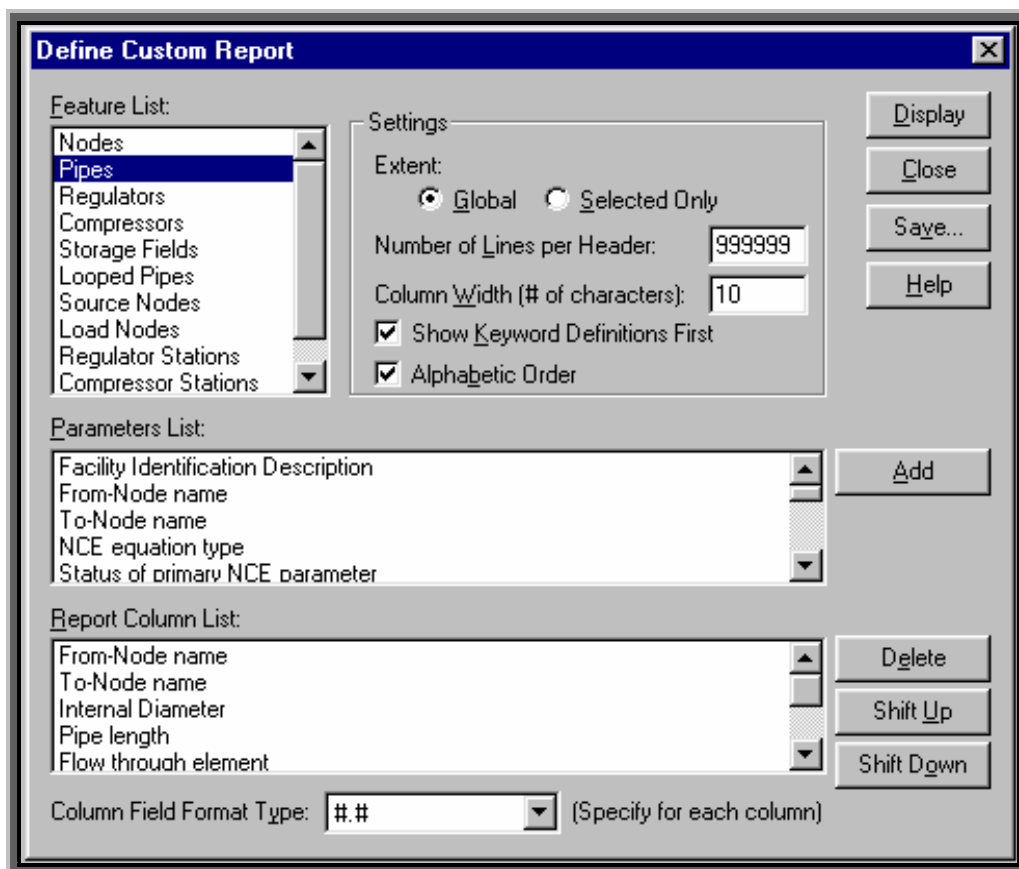 Define Custom Report
Feature List:
Nodes
Pipes
Regulators
Compressors
Storage Fields
Looped Pipes
Source Nodes
Load Nodes
Regulator Stations
Compressor Stations
Settings
Extent:
Global
Selected Only
Number of Lines per Header: 999999
Column Width (# of characters): 10
Show Keyword Definitions First
Alphabetic Order
Display
Close
Save...
Help
Parameters List:
Facility Identification Description
From-Node name
To-Node name
NCE equation type
Status of primary NCE parameter
Add
Report Column List:
From-Node name
To-Node name
Internal Diameter
Pipe length
Flow through element
Delete
Shift Up
Shift Down
Column Field Format Type: #.# (Specify for each column)